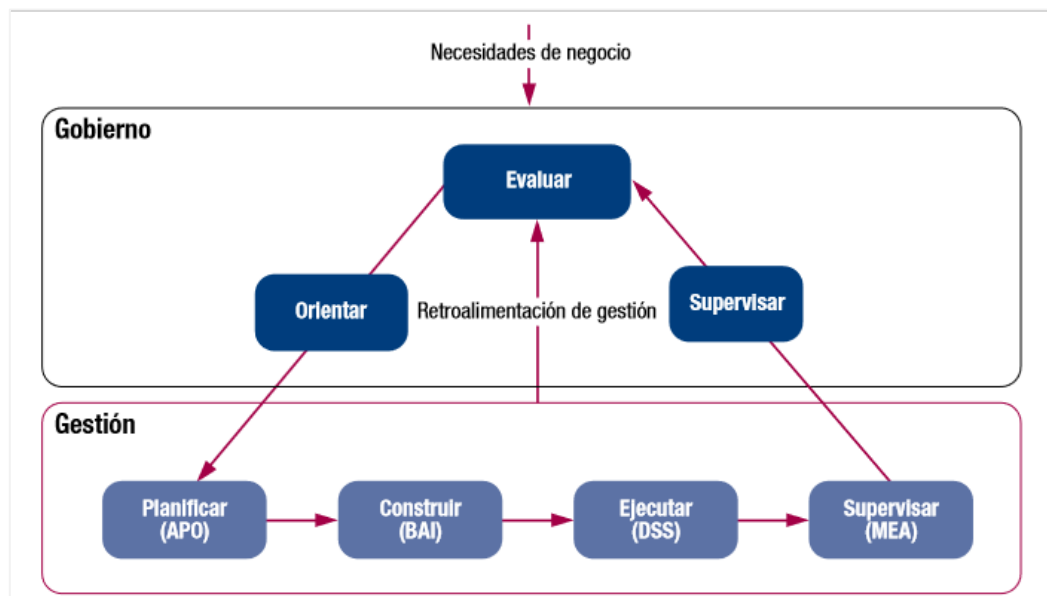 Necesidades de negocio
Gobierno
Evaluar
Orientar
Retroalimentación de gestión
Supervisar
Gestión
Planificar
(APO)
Construir
(BAI)
Ejecutar
(DSS)
Supervisar
(MEA)